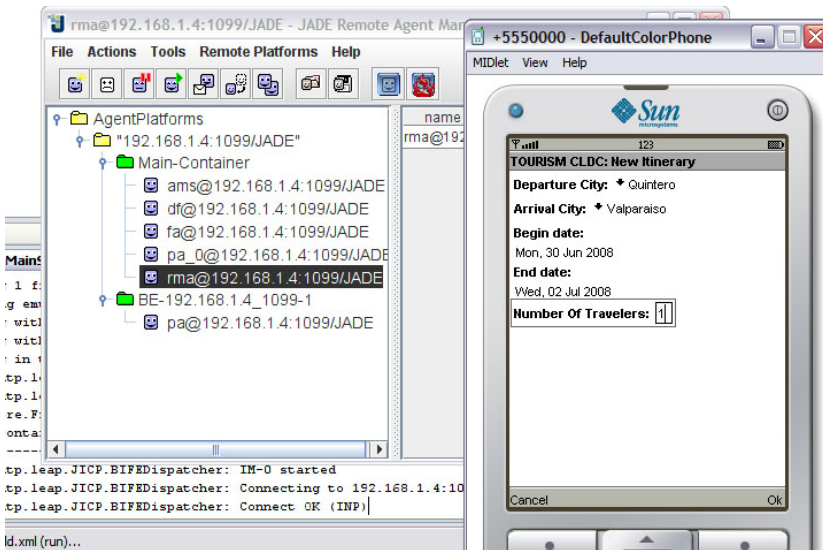 rma@192.168.1.4:1099/JADE - JADE Remote Agent Mar
File Actions Tools Remote Platforms Help
AgentPlatforms
"192.168.1.4:1099/JADE"
Main-Container
ams@192.168.1.4:1099/JADE
df@192.168.1.4:1099/JADE
fa@192.168.1.4:1099/JADE
pa_0@192.168.1.4:1099/JADE
rma@192.168.1.4:1099/JADE
BE-192.168.1.4_1099-1
pa@192.168.1.4:1099/JADE
name
rma@192
+5550000 - DefaultColorPhone
MIDlet View Help
Sun
microsystems
123
TOURISM CLDC: New Itinerary
Departure City: Quintero
Arrival City: Valparaiso
Begin date:
Mon, 30 Jun 2008
End date:
Wed, 02 Jul 2008
Number Of Travelers: 1
Cancel Ok
tp.leap.JICP.BIFEDispatcher: IM-0 started
tp.leap.JICP.BIFEDispatcher: Connecting to 192.168.1.4:10
tp.leap.JICP.BIFEDispatcher: Connect OK (INP)
ld.xml (run)...